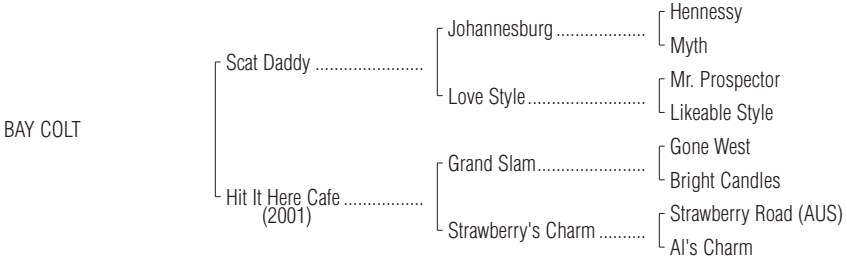 Hennessy
Johannesburg ...................
Myth
Scat Daddy .......................
Mr. Prospector
Love Style.........................
Likeable Style
BAY COLT
Gone West
Grand Slam.......................
Bright Candles
Hit It Here Cafe .................
(2001)
Strawberry Road (AUS)
Strawberry's Charm ..........
Al's Charm